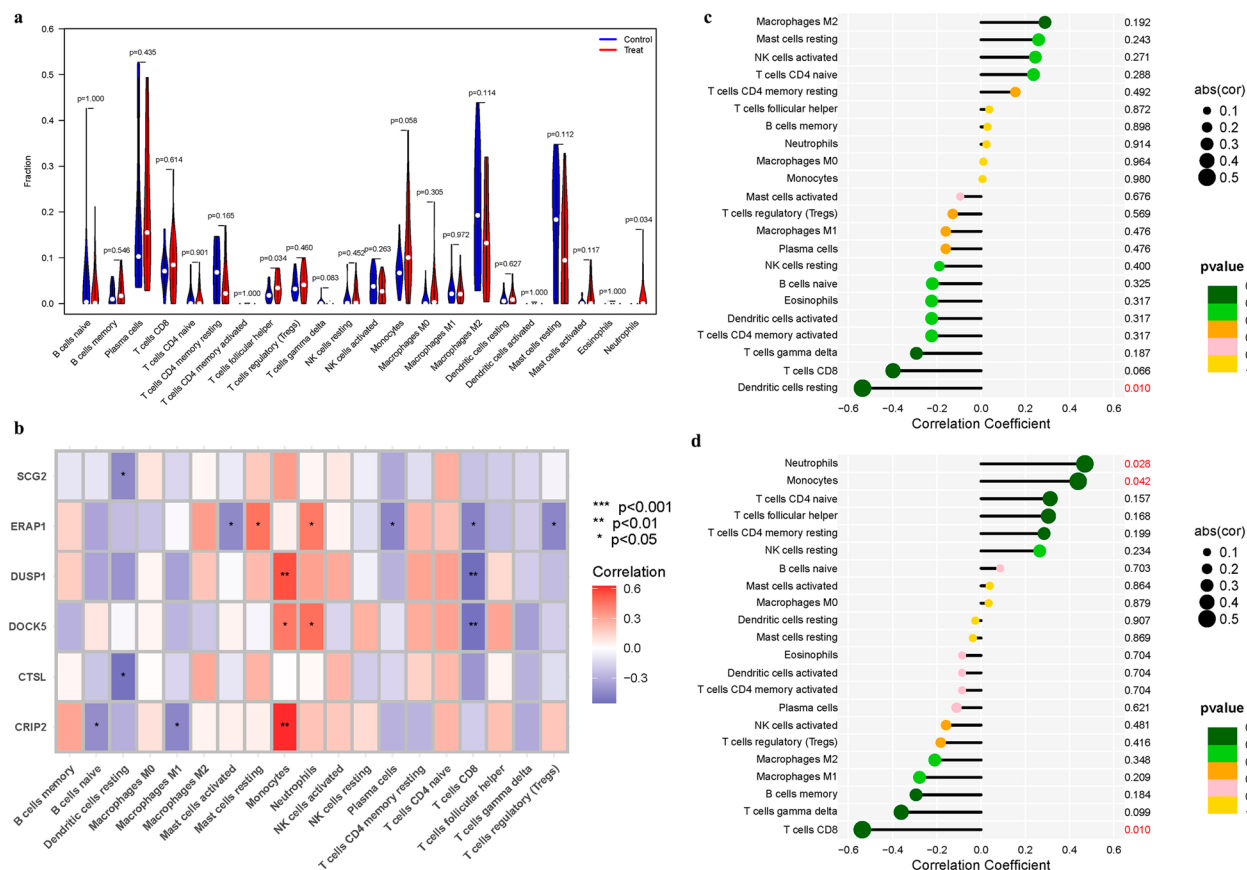 a
0.6
0.5
0.4
0.3
0.2
0.1
0.0
Fraction
Control
Treat
p=1.000
p=0.546
p=0.435
p=0.614
p=0.901
p=0.165
p=1.000
p=0.034
p=0.460
p=0.083
p=0.452
p=0.263
p=0.058
p=0.305
p=0.972
p=0.114
p=0.627
p=1.000
p=0.112
p=0.117
p=1.000
p=0.034
B cells naive
B cells memory
Plasma cells
T cells CD8
T cells CD4 naive
T cells CD4 memory resting
T cells CD4 memory activated
T cells follicular helper
T cells regulatory (Tregs)
T cells gamma delta
NK cells resting
NK cells activated
Monocytes
Macrophages M0
Macrophages M1
Macrophages M2
Dendritic cells resting
Dendritic cells activated
Mast cells resting
Mast cells activated
Eosinophils
Neutrophils
b
SCG2 *
ERAP1 * * * * * *
DUSP1 ** **
DOCK5 * * **
CTSL *
CRIP2 * * **
B cells memory
B cells naive
Dendritic cells resting
Macrophages M0
Macrophages M1
Macrophages M2
Mast cells activated
Mast cells resting
Monocytes
Neutrophils
NK cells activated
NK cells resting
Plasma cells
T cells CD4 memory resting
T cells CD4 naive
T cells CD8
T cells follicular helper
T cells gamma delta
T cells regulatory (Tregs)
*** p<0.001
** p<0.01
* p<0.05
Correlation
0.6
0.3
0.0
−0.3
c
Macrophages M2 0.192
Mast cells resting 0.243
NK cells activated 0.271
T cells CD4 naive 0.288
T cells CD4 memory resting 0.492
T cells follicular helper 0.872
B cells memory 0.898
Neutrophils 0.914
Macrophages M0 0.964
Monocytes 0.980
Mast cells activated 0.676
T cells regulatory (Tregs) 0.569
Macrophages M1 0.476
Plasma cells 0.476
NK cells resting 0.400
B cells naive 0.325
Eosinophils 0.317
Dendritic cells activated 0.317
T cells CD4 memory activated 0.317
T cells gamma delta 0.187
T cells CD8 0.066
Dendritic cells resting 0.010
−0.6 −0.4 −0.2 0.0 0.2 0.4 0.6
Correlation Coefficient
abs(cor)
0.1
0.2
0.3
0.4
0.5
pvalue
d
Neutrophils 0.028
Monocytes 0.042
T cells CD4 naive 0.157
T cells follicular helper 0.168
T cells CD4 memory resting 0.199
NK cells resting 0.234
B cells naive 0.703
Mast cells activated 0.864
Macrophages M0 0.879
Dendritic cells resting 0.907
Mast cells resting 0.869
Eosinophils 0.704
Dendritic cells activated 0.704
T cells CD4 memory activated 0.704
Plasma cells 0.621
NK cells activated 0.481
T cells regulatory (Tregs) 0.416
Macrophages M2 0.348
Macrophages M1 0.209
B cells memory 0.184
T cells gamma delta 0.099
T cells CD8 0.010
−0.6 −0.4 −0.2 0.0 0.2 0.4 0.6
Correlation Coefficient
abs(cor)
0.1
0.2
0.3
0.4
0.5
pvalue